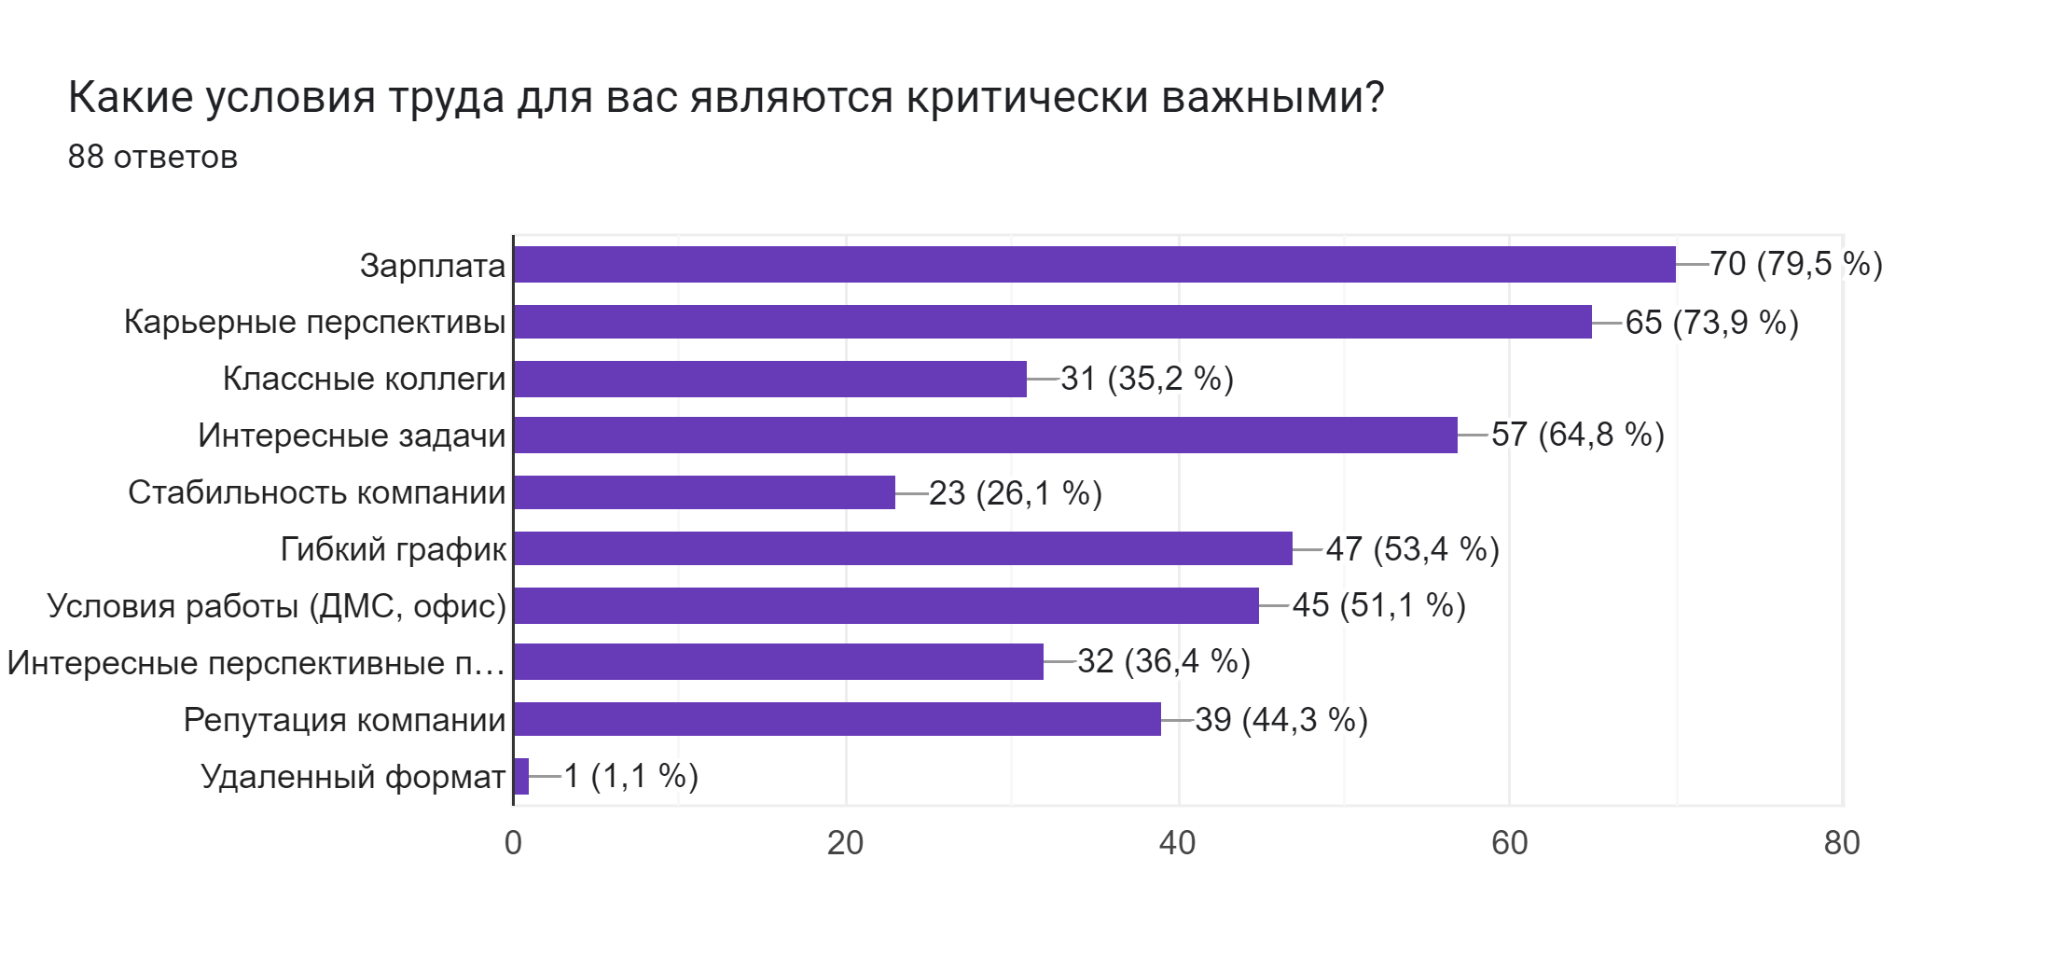 Какие условия труда для вас являются критически важными?
88 ответов
Зарплата 70 (79,5 %)
Карьерные перспективы 65 (73,9 %)
Классные коллеги 31 (35,2 %)
Интересные задачи 57 (64,8 %)
Стабильность компании 23 (26,1 %)
Гибкий график 47 (53,4 %)
Условия работы (ДМС, офис) 45 (51,1 %)
Интересные перспективные п… 32 (36,4 %)
Репутация компании 39 (44,3 %)
Удаленный формат 1 (1,1 %)
0 20 40 60 80